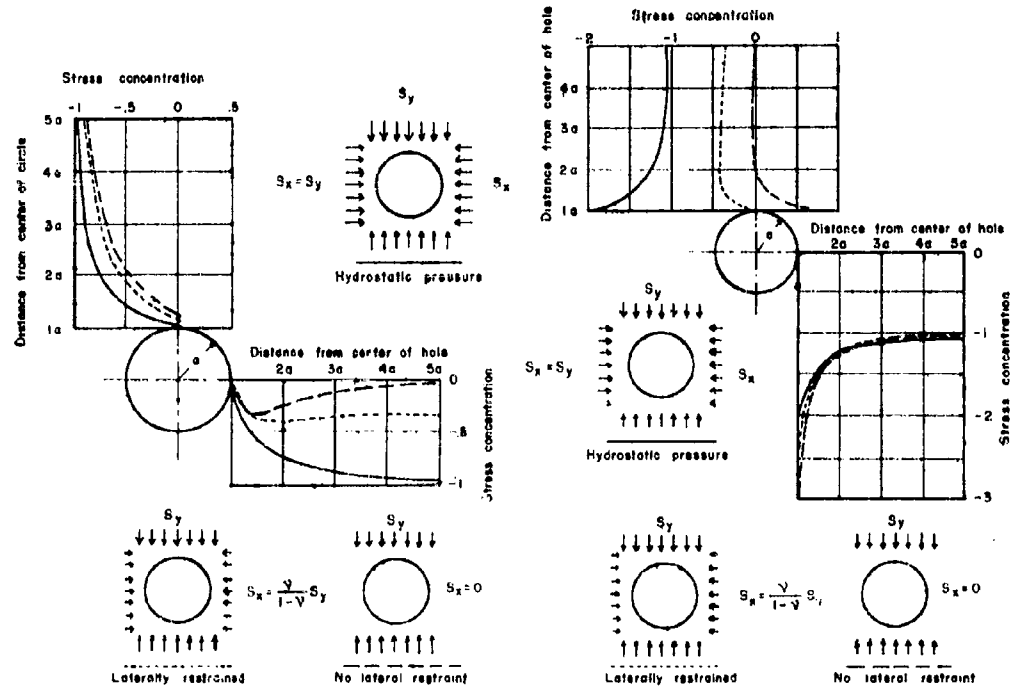 Stress concentration
-1 -.5 0 .5
Distance from center of circle
5a
4a
3a
2a
1a
a
Sy
Sx = Sy
Sx
Hydrostatic pressure
Distance from center of hole
2a 3a 4a 5a
0
-.5
-1
Stress concentration
Sy
Sx = ν/1-ν Sy
Laterally restrained
Sy
Sx = 0
No lateral restraint
Stress concentration
-2 -1 0 1
Distance from center of hole
4a
3a
2a
1a
a
Distance from center of hole
2a 3a 4a 5a
0
-1
-2
-3
Stress concentration
Sy
Sx = Sy
Sx
Hydrostatic pressure
Sy
Sx = ν/1-ν
Laterally restrained
Sy
Sx = 0
No lateral restraint